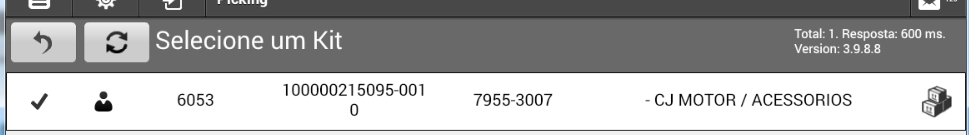 Picking
Selecione um Kit
Total: 1. Resposta: 600 ms.
Version: 3.9.8.8
6053
100000215095-001
0
7955-3007
- CJ MOTOR / ACESSORIOS